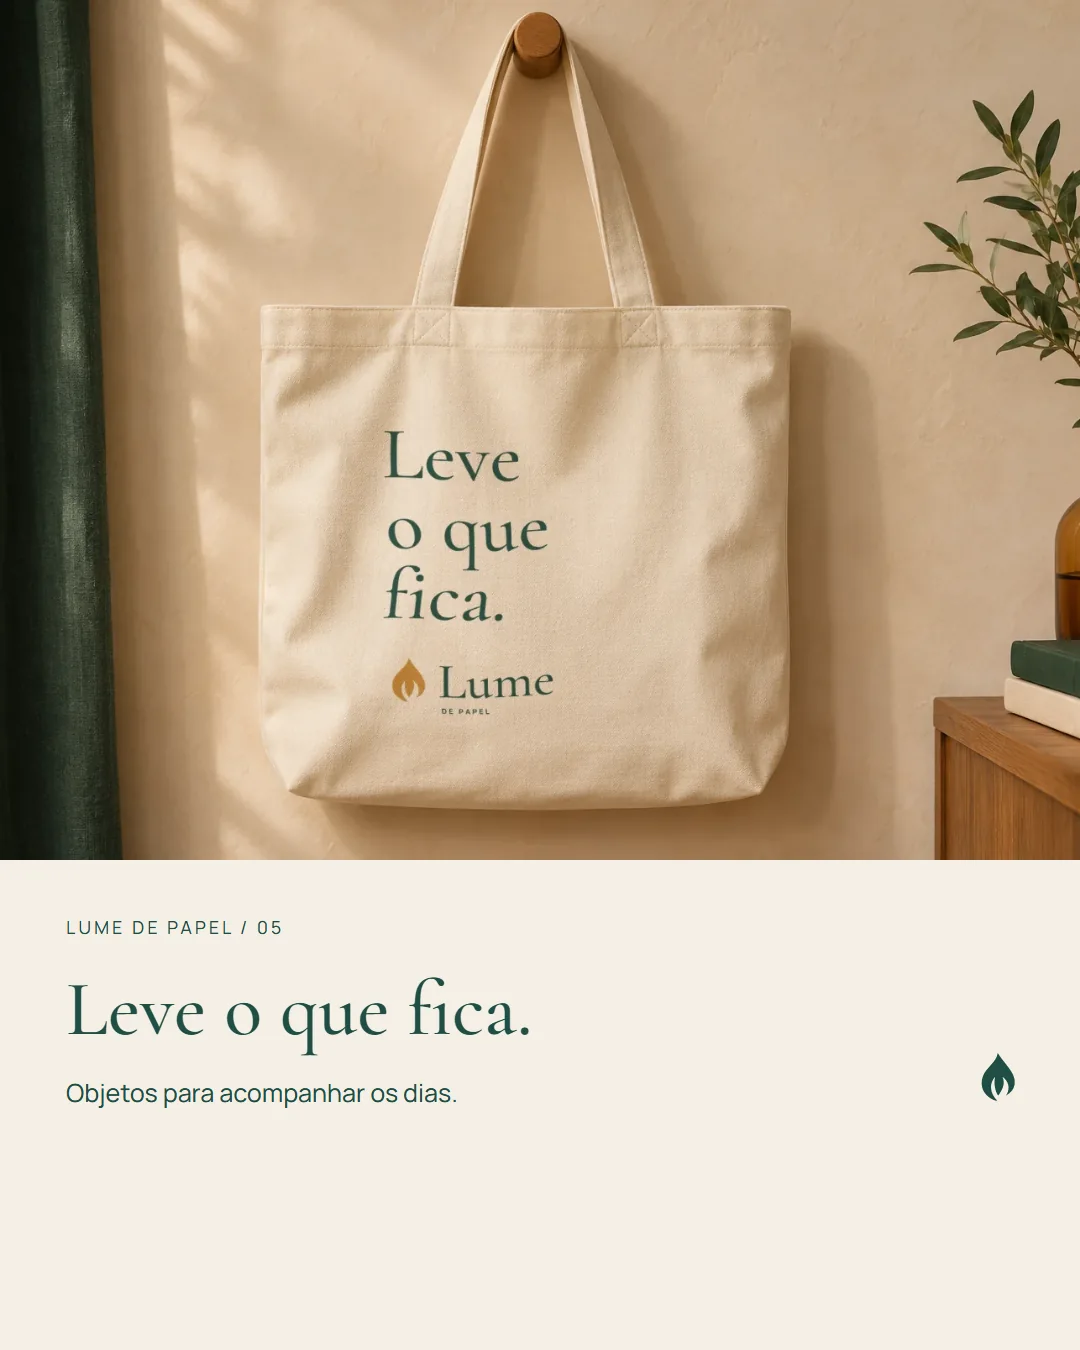 Leve
o que
fica.
Lume
DE PAPEL
LUME DE PAPEL / 05
Leve o que fica.
Objetos para acompanhar os dias.